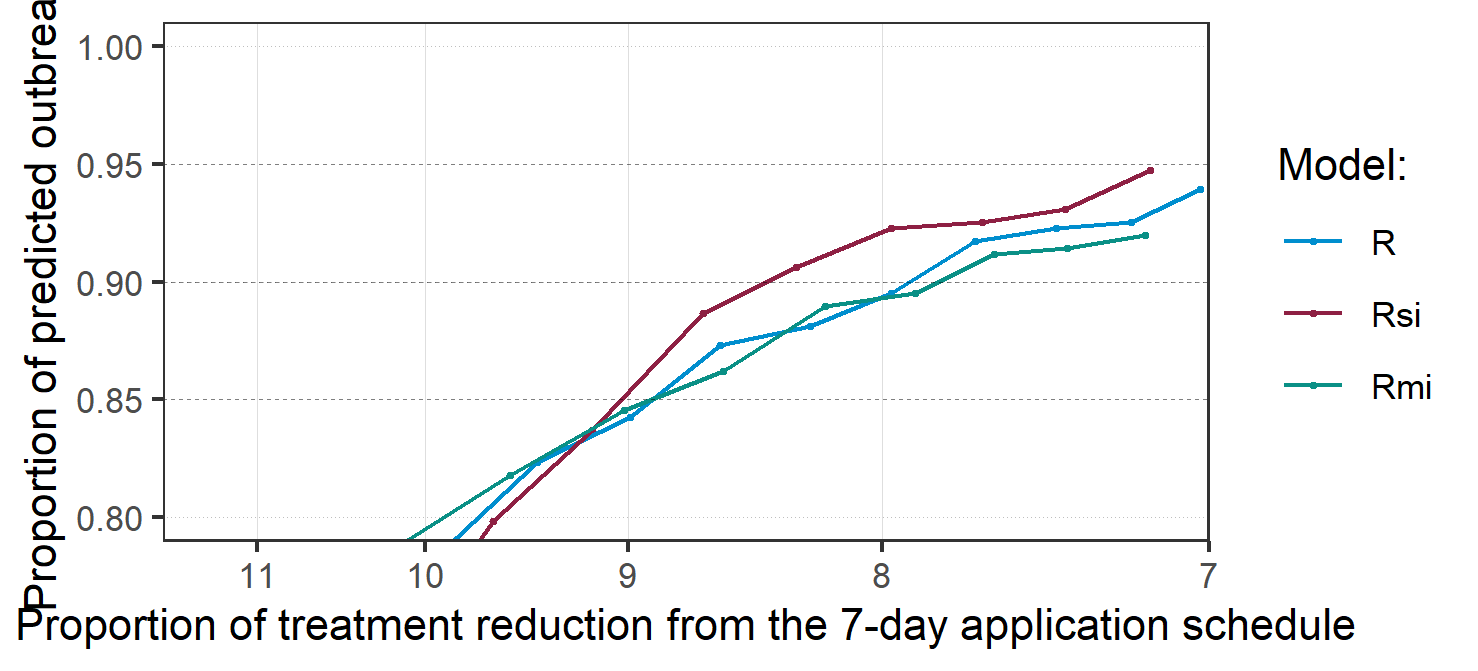 Proportion of predicted outbrea
1.00
0.95
0.90
0.85
0.80
11 10 9 8 7
Proportion of treatment reduction from the 7-day application schedule
Model:
R
Rsi
Rmi